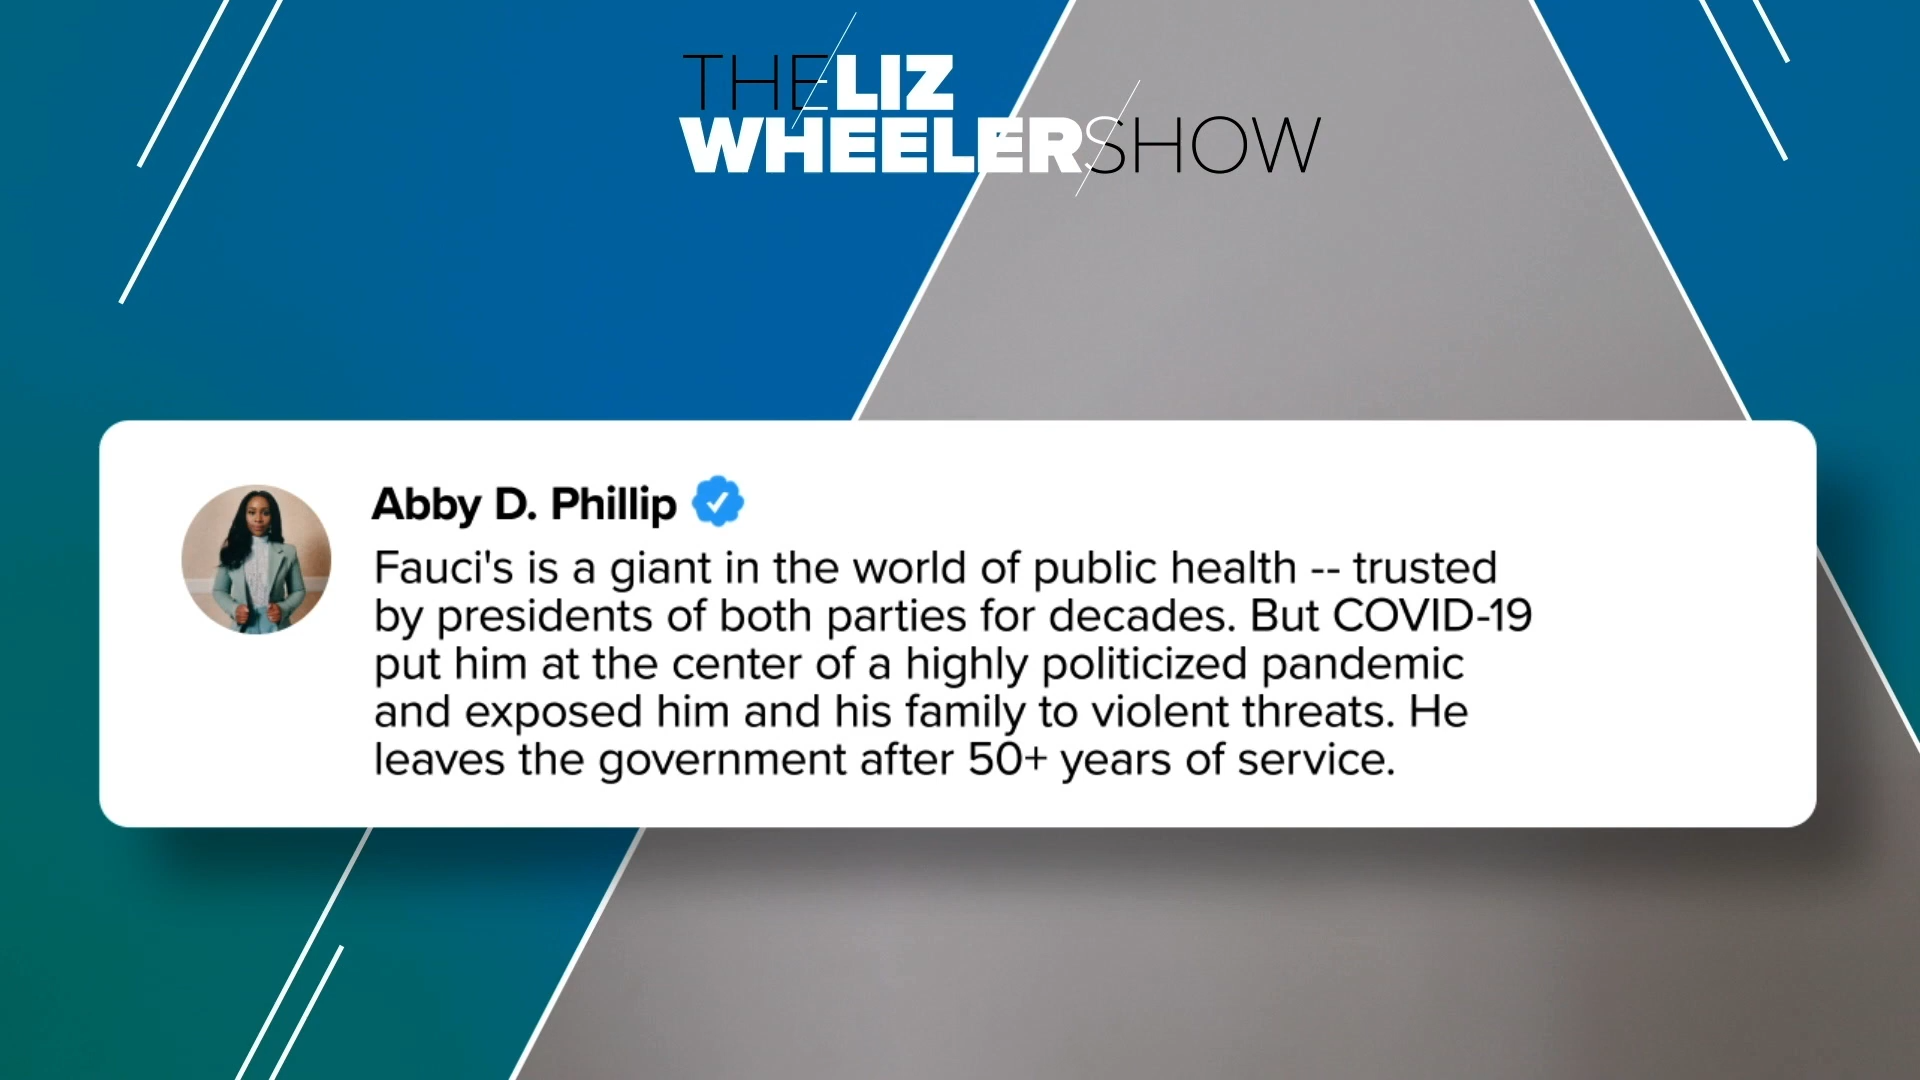 THE LIZ
WHEELER SHOW
Abby D. Phillip
Fauci's is a giant in the world of public health -- trusted
by presidents of both parties for decades. But COVID-19
put him at the center of a highly politicized pandemic
and exposed him and his family to violent threats. He
leaves the government after 50+ years of service.